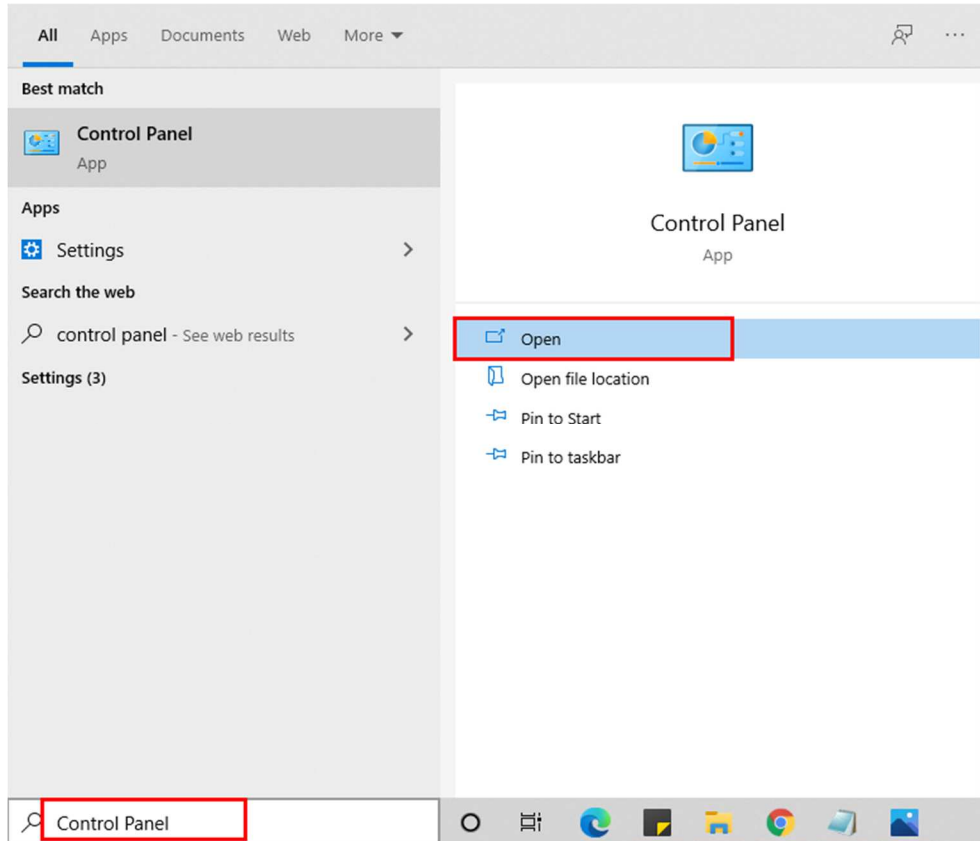 All Apps Documents Web More
Best match
Control Panel
App
Apps
Settings
Search the web
control panel - See web results
Settings (3)
Control Panel
App
Open
Open file location
Pin to Start
Pin to taskbar
Control Panel